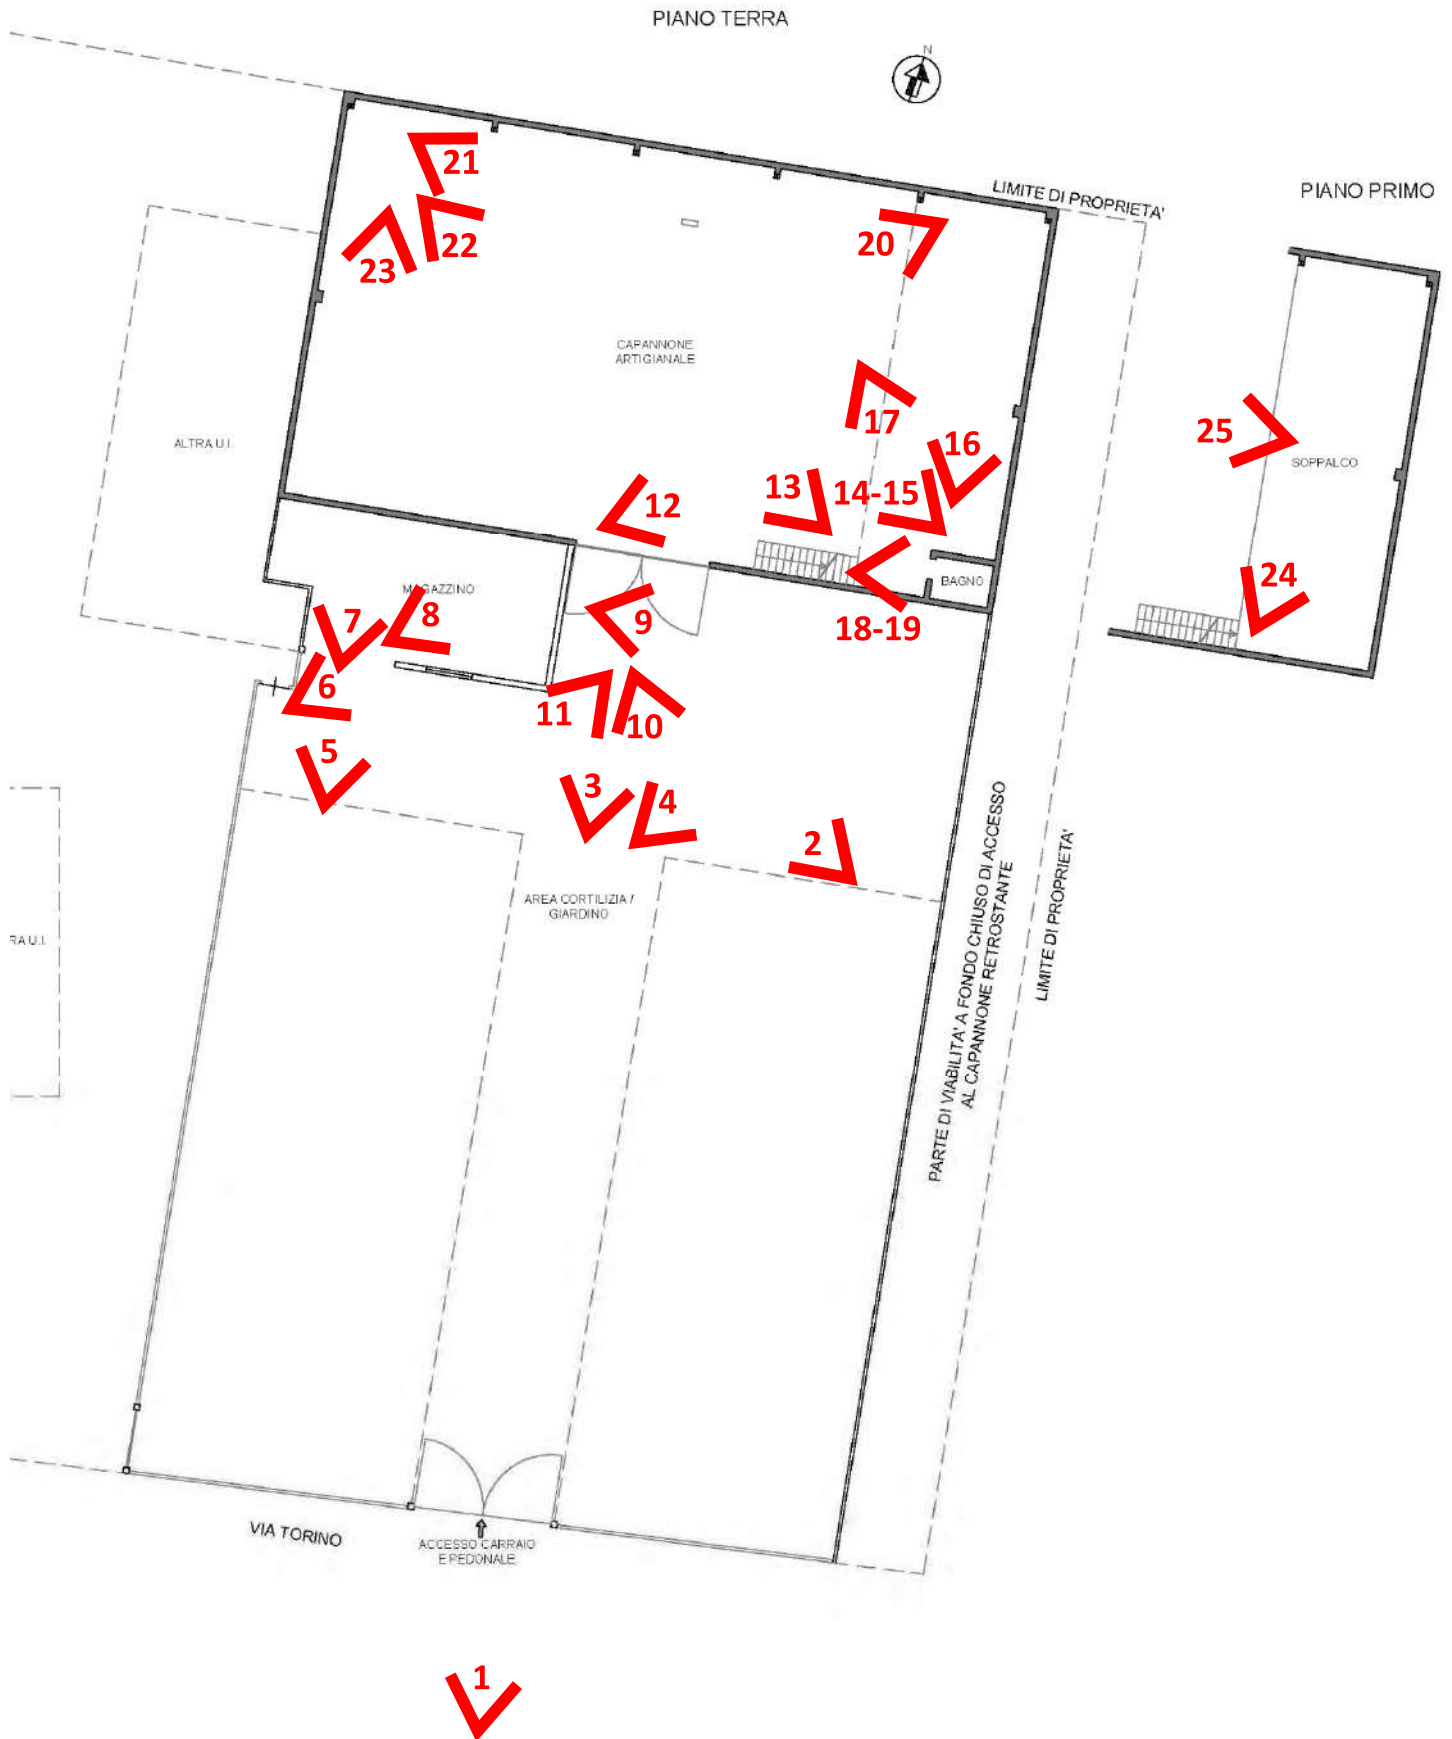 PIANO TERRA
N
LIMITE DI PROPRIETA'
PIANO PRIMO
21
22
23
20
CAPANNONE
ARTIGIANALE
17
16
25
SOPPALCO
ALTRA U.I.
12
13
14-15
MAGAZZINO
BAGNO
24
7
8
9
18-19
6
11
10
5
3
4
2
AREA CORTILIZIA /
GIARDINO
RA U.I.
PARTE DI VIABILITA' A FONDO CHIUSO DI ACCESSO
AL CAPANNONE RETROSTANTE
LIMITE DI PROPRIETA'
VIA TORINO
ACCESSO CARRAIO
E PEDONALE
1